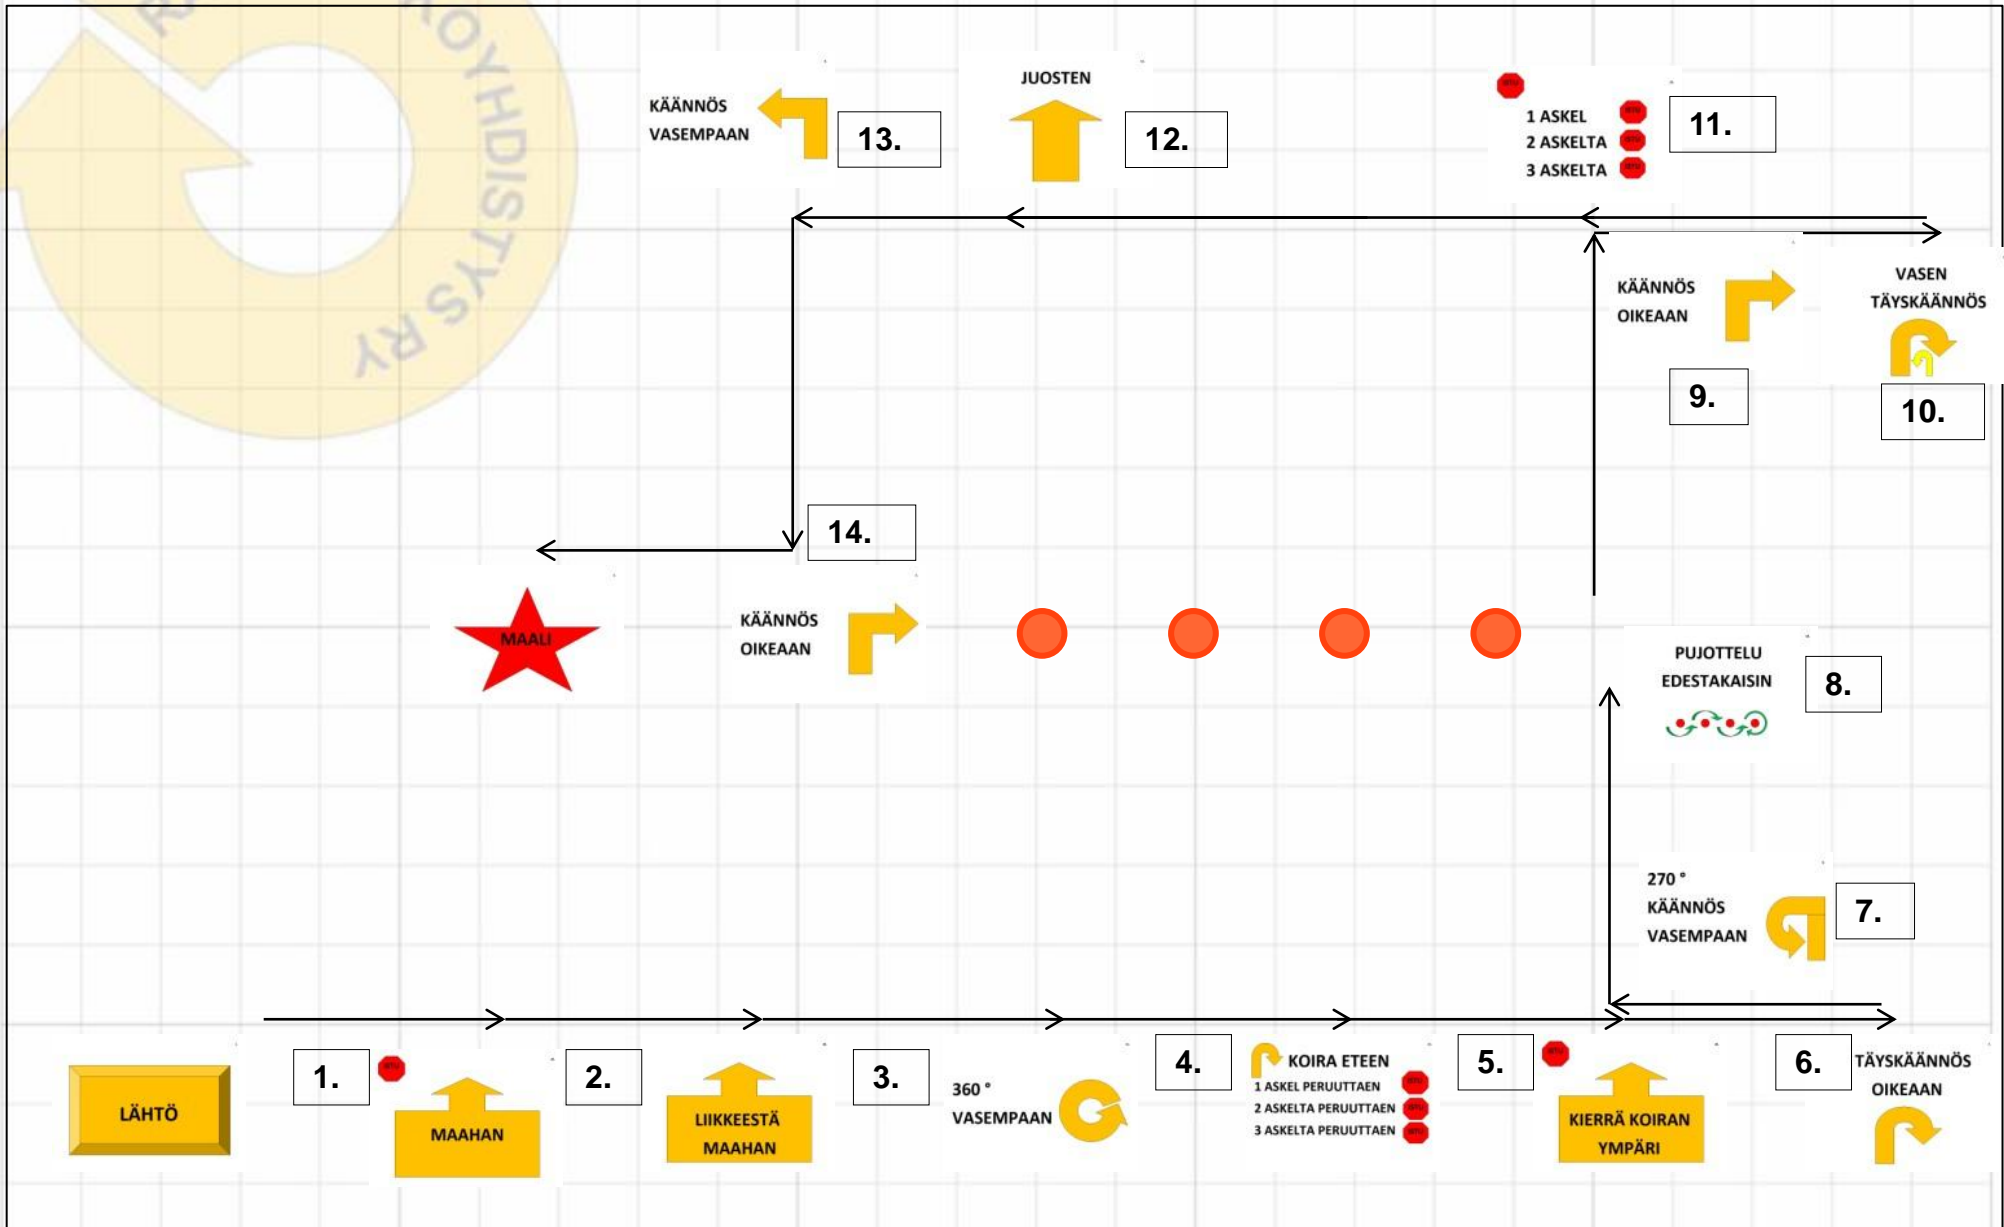 OYHDISTYS RY
KÄÄNNÖS
VASEMPAAN
13.
JUOSTEN
12.
1 ASKEL
2 ASKELTA
3 ASKELTA
11.
KÄÄNNÖS
OIKEAAN
9.
VASEN
TÄYSKÄÄNNÖS
10.
14.
MAALI
KÄÄNNÖS
OIKEAAN
PUJOTTELU
EDESTAKAISIN
8.
270 °
KÄÄNNÖS
VASEMPAAN
7.
LÄHTÖ
1.
MAAHAN
2.
LIIKKEESTÄ
MAAHAN
3.
360 °
VASEMPAAN
4.
KOIRA ETEEN
1 ASKEL PERUUTTAEN
2 ASKELTA PERUUTTAEN
3 ASKELTA PERUUTTAEN
5.
KIERRÄ KOIRAN
YMPÄRI
6.
TÄYSKÄÄNNÖS
OIKEAAN